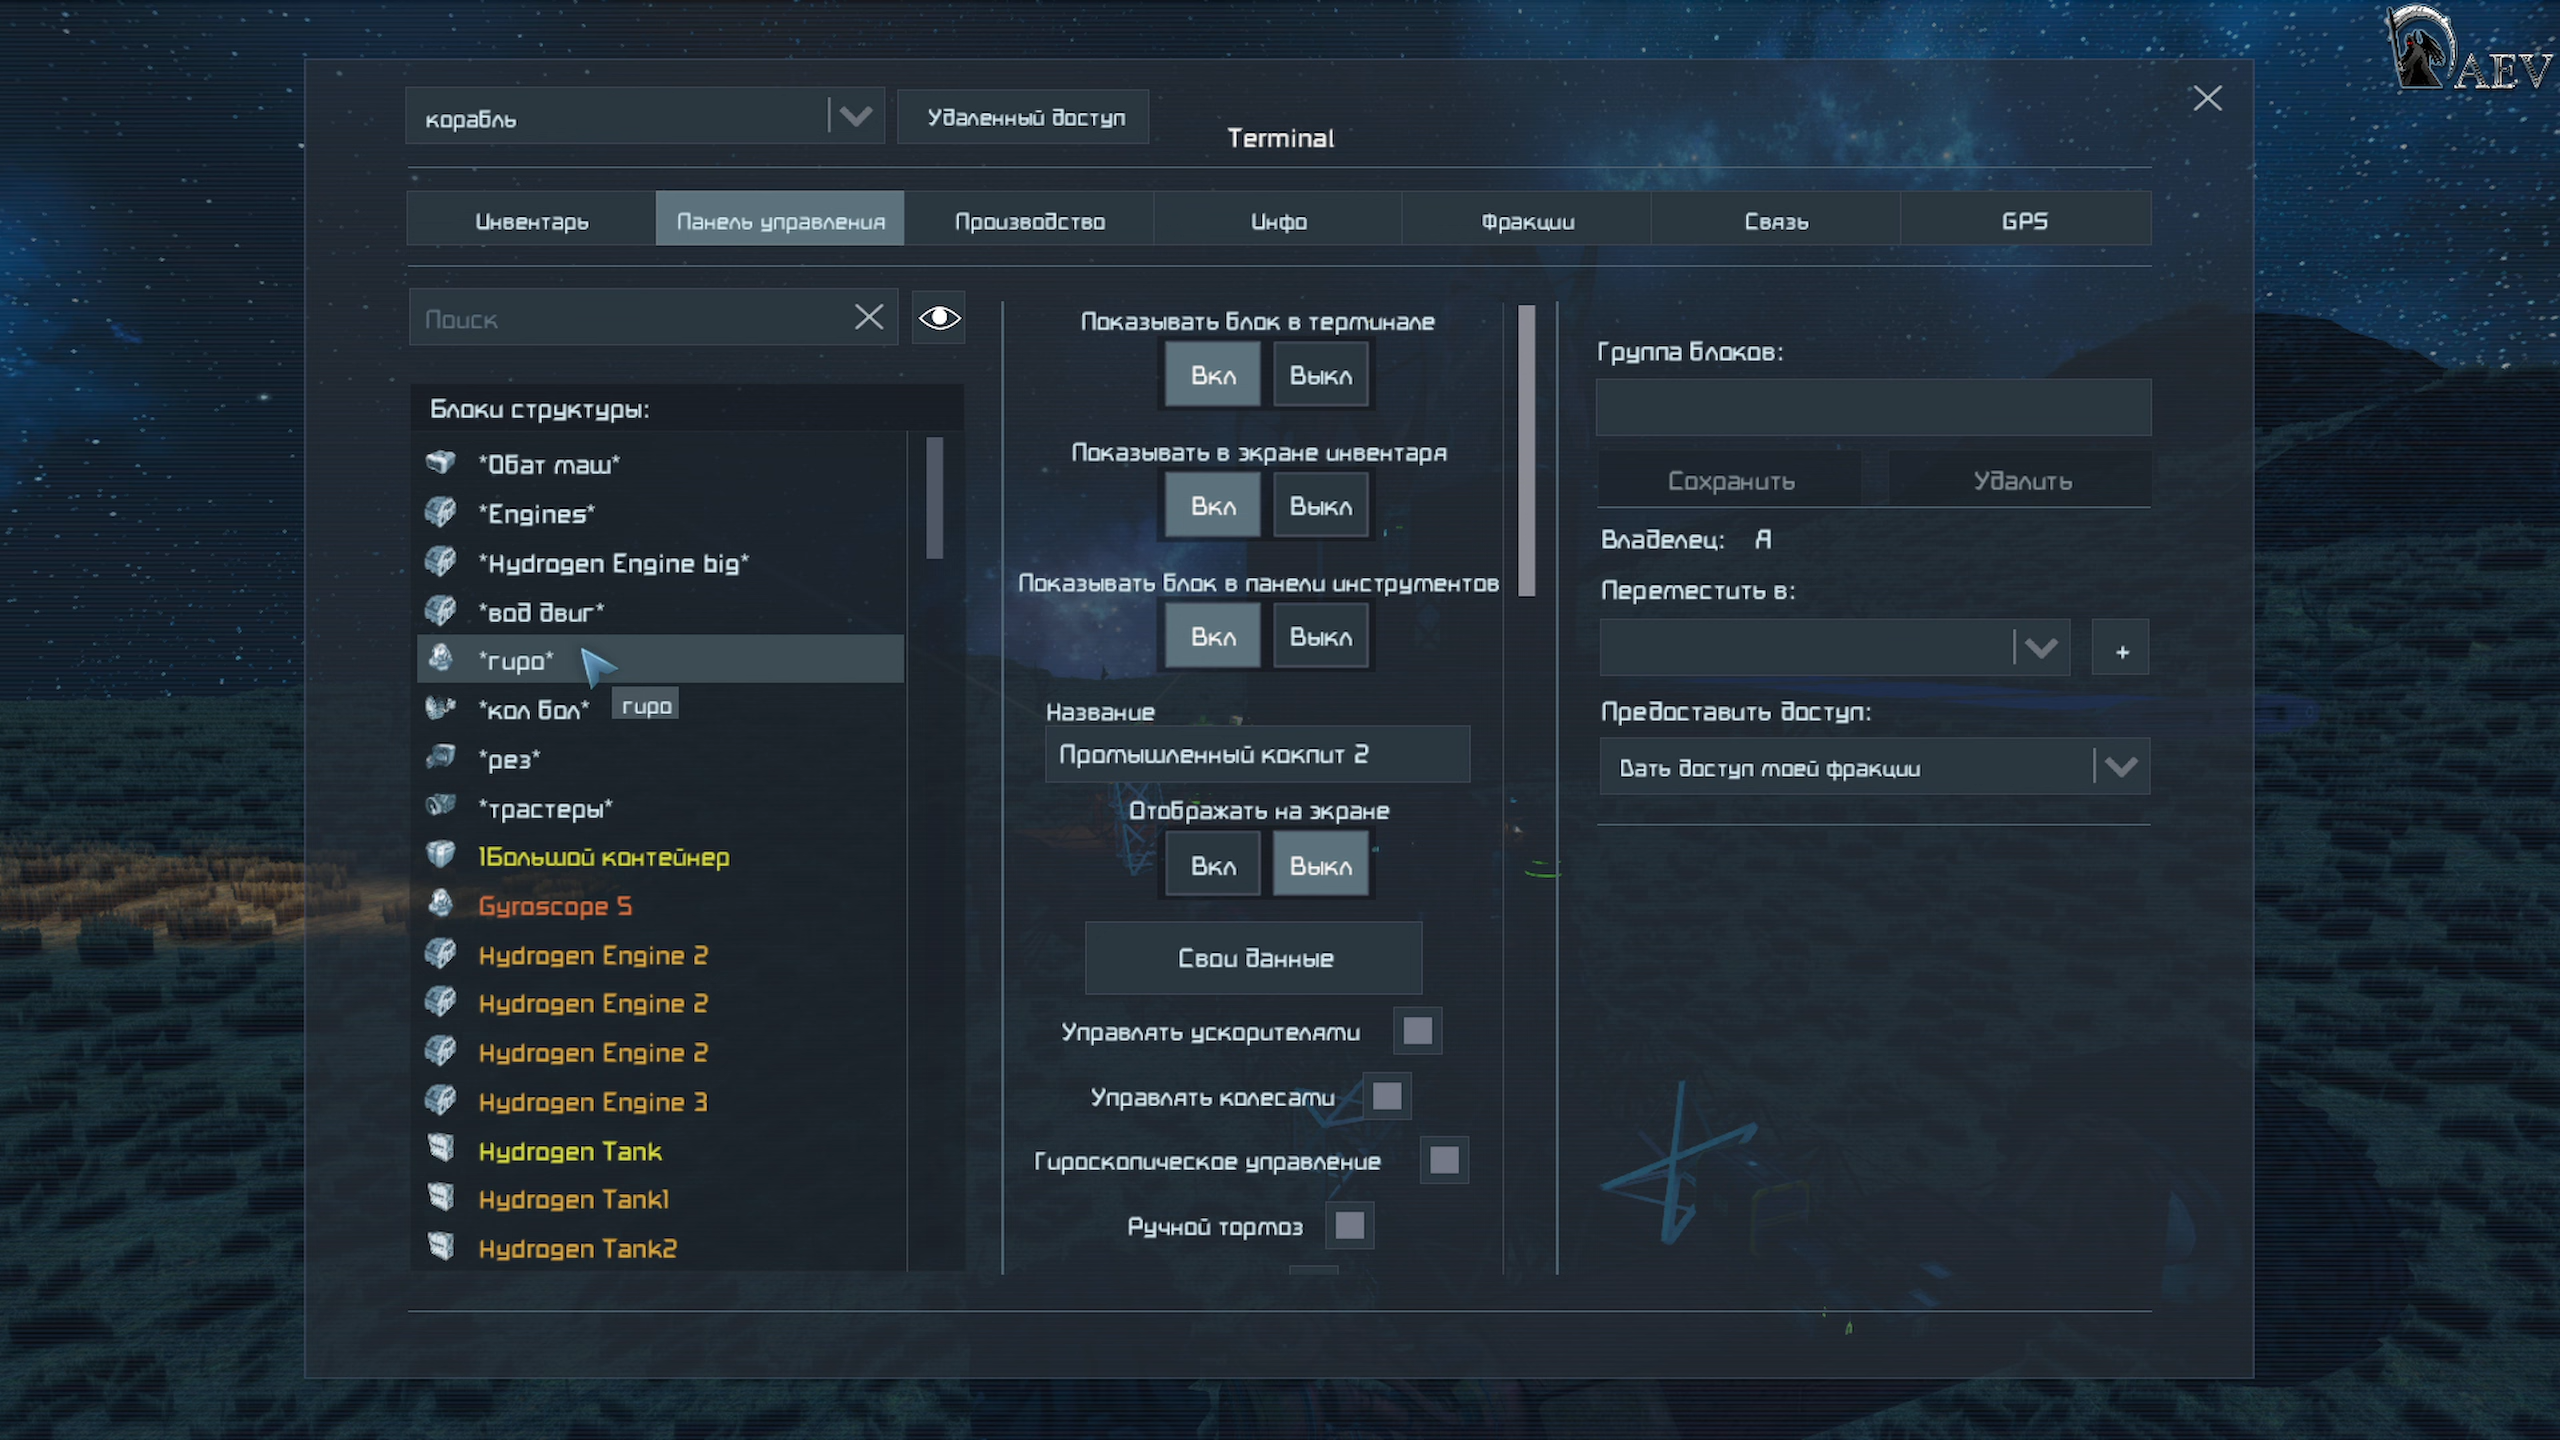 AEV
корабль
Удаленный доступ
Terminal
Инвентарь
Панель управления
Производство
Инфо
Фракции
Связь
GPS
Поиск
Блоки структуры:
*Обат маш*
*Engines*
*Hydrogen Engine big*
*вод двиг*
*гиро*
гиро
*кол бол*
*рез*
*трастеры*
1Большой контейнер
Gyroscope 5
Hydrogen Engine 2
Hydrogen Engine 2
Hydrogen Engine 2
Hydrogen Engine 3
Hydrogen Tank
Hydrogen Tank1
Hydrogen Tank2
Показывать блок в терминале
Вкл Выкл
Показывать в экране инвентаря
Вкл Выкл
Показывать блок в панели инструментов
Вкл Выкл
Название
Промышленный кокпит 2
Отображать на экране
Вкл Выкл
Свои данные
Управлять ускорителями
Управлять колесами
Гироскопическое управление
Ручной тормоз
Группа блоков:
Сохранить Удалить
Владелец: A
Переместить в:
+
Предоставить доступ:
Дать доступ моей фракции